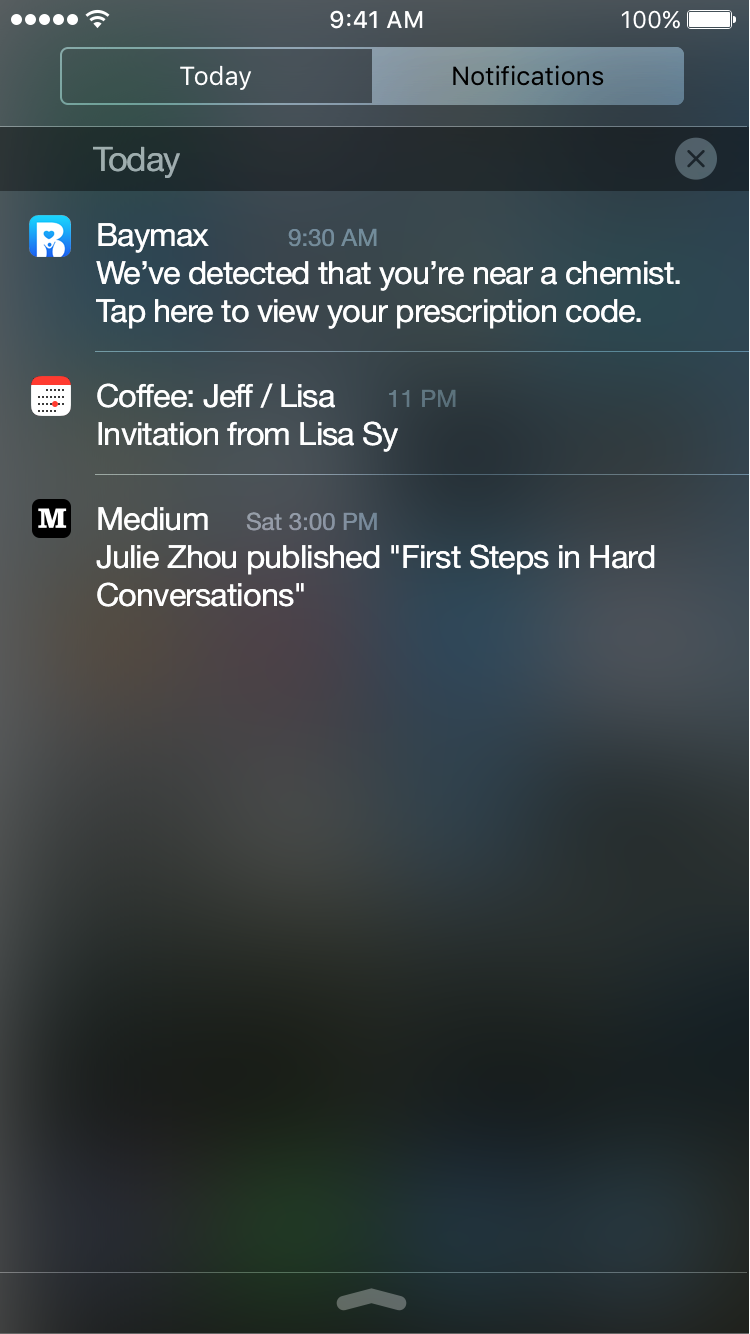 9:41 AM 100%
Today Notifications
Today
Baymax 9:30 AM
We’ve detected that you’re near a chemist.
Tap here to view your prescription code.
Coffee: Jeff / Lisa 11 PM
Invitation from Lisa Sy
M Medium Sat 3:00 PM
Julie Zhou published "First Steps in Hard
Conversations"